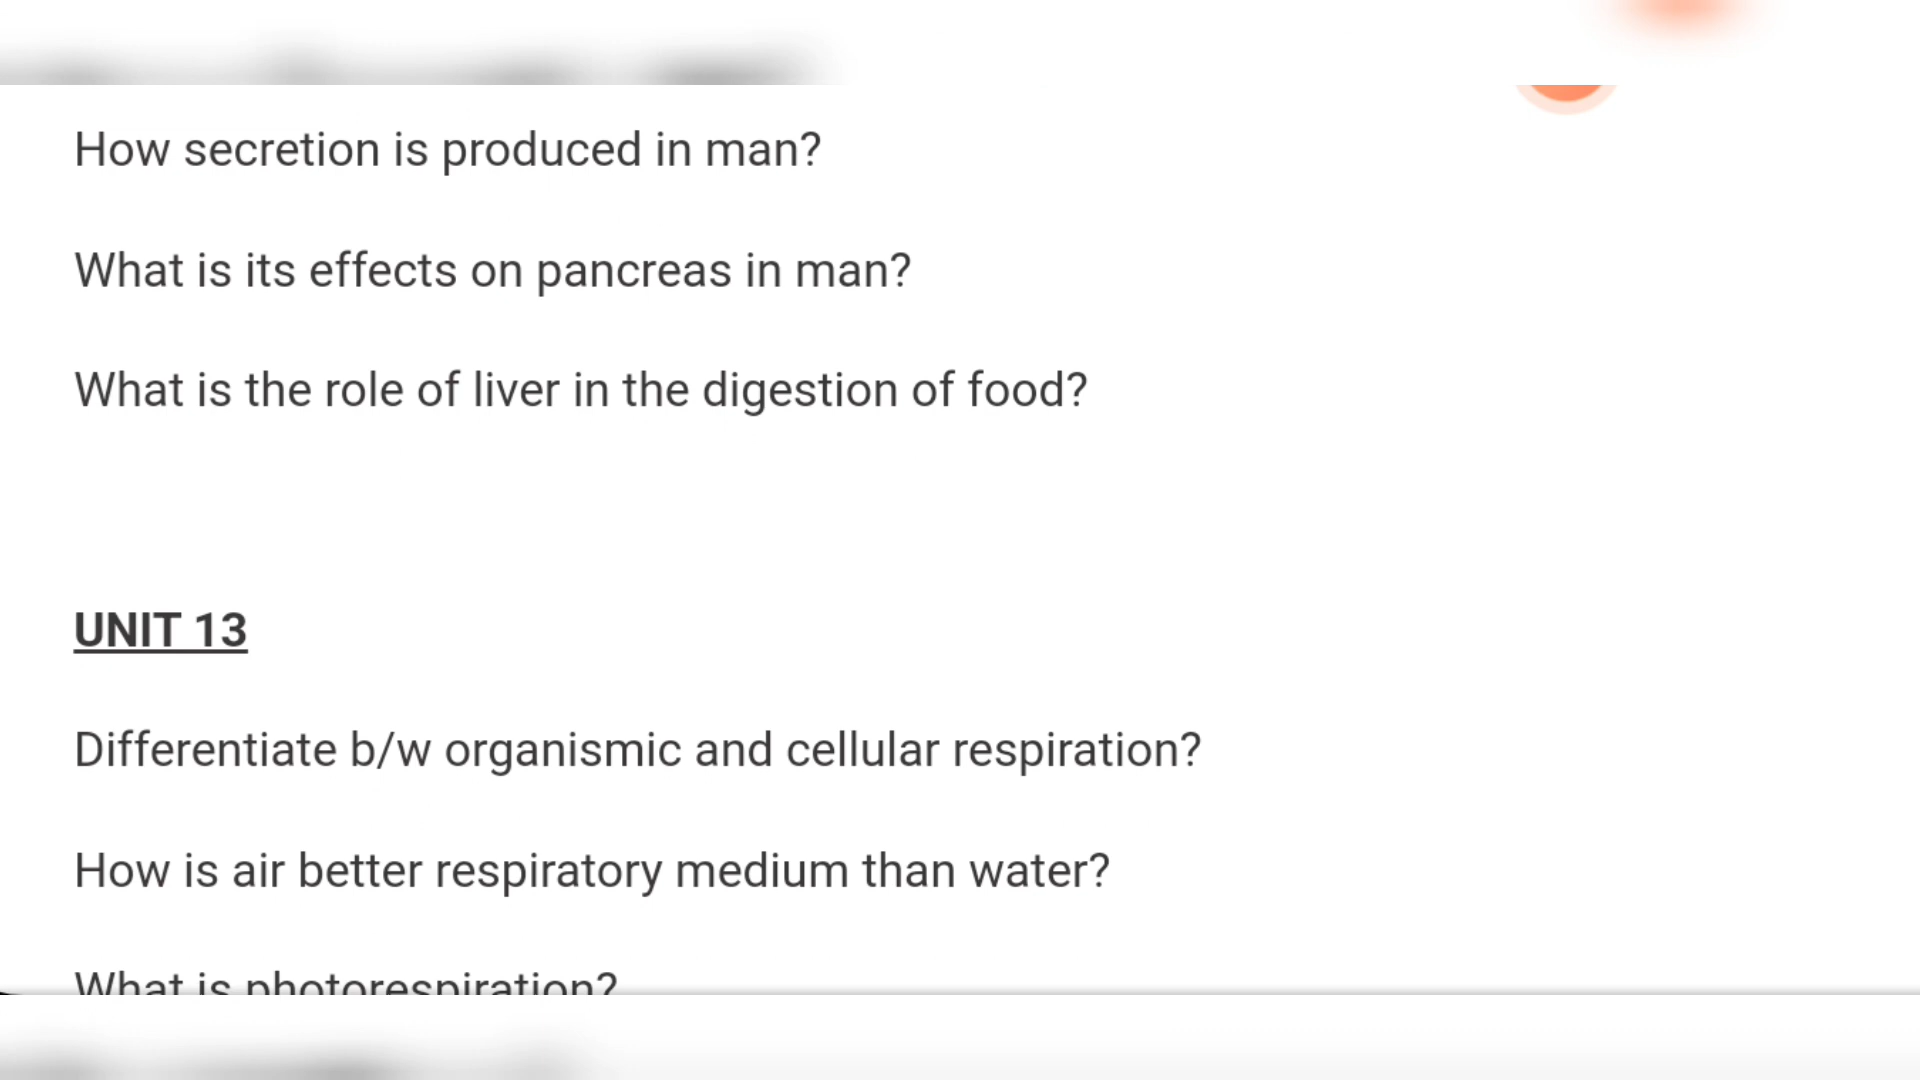 How secretion is produced in man?
What is its effects on pancreas in man?
What is the role of liver in the digestion of food?
UNIT 13
Differentiate b/w organismic and cellular respiration?
How is air better respiratory medium than water?
What is photorespiration?